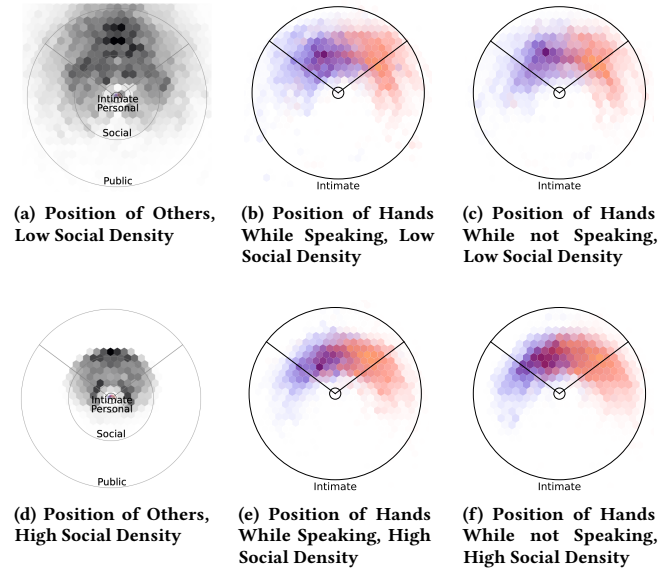 Intimate
Personal
Social
Public
Intimate
Intimate
(a) Position of Others,
Low Social Density
(b) Position of Hands
While Speaking, Low
Social Density
(c) Position of Hands
While not Speaking,
Low Social Density
Intimate
Personal
Social
Public
Intimate
Intimate
(d) Position of Others,
High Social Density
(e) Position of Hands
While Speaking, High
Social Density
(f) Position of Hands
While not Speaking,
High Social Density